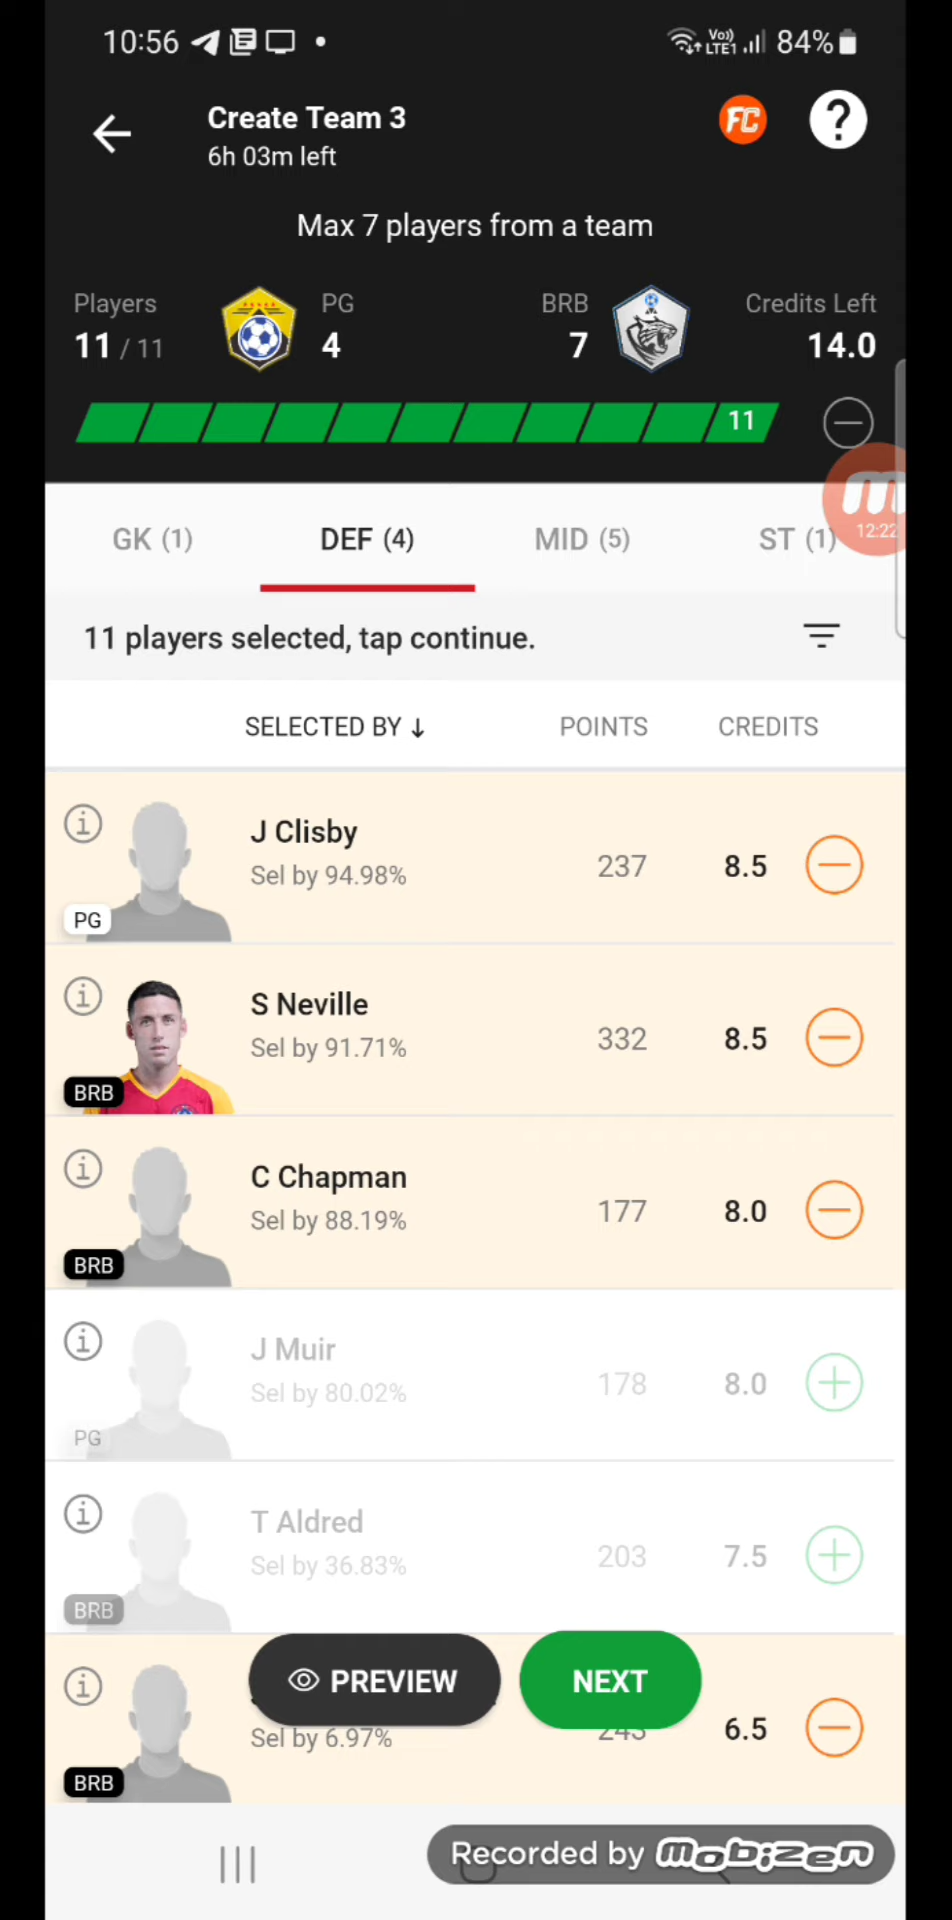 10:56
Vo))
LTE1
84%
Create Team 3
6h 03m left
FC
?
Max 7 players from a team
Players
11 / 11
PG
4
BRB
7
Credits Left
14.0
11
12:22
GK (1)
DEF (4)
MID (5)
ST (1)
11 players selected, tap continue.
SELECTED BY ↓
POINTS
CREDITS
J Clisby
Sel by 94.98%
237
8.5
PG
S Neville
Sel by 91.71%
332
8.5
BRB
C Chapman
Sel by 88.19%
177
8.0
BRB
J Muir
Sel by 80.02%
178
8.0
PG
T Aldred
Sel by 36.83%
203
7.5
BRB
PREVIEW
NEXT
Sel by 6.97%
6.5
BRB
Recorded by mobizen